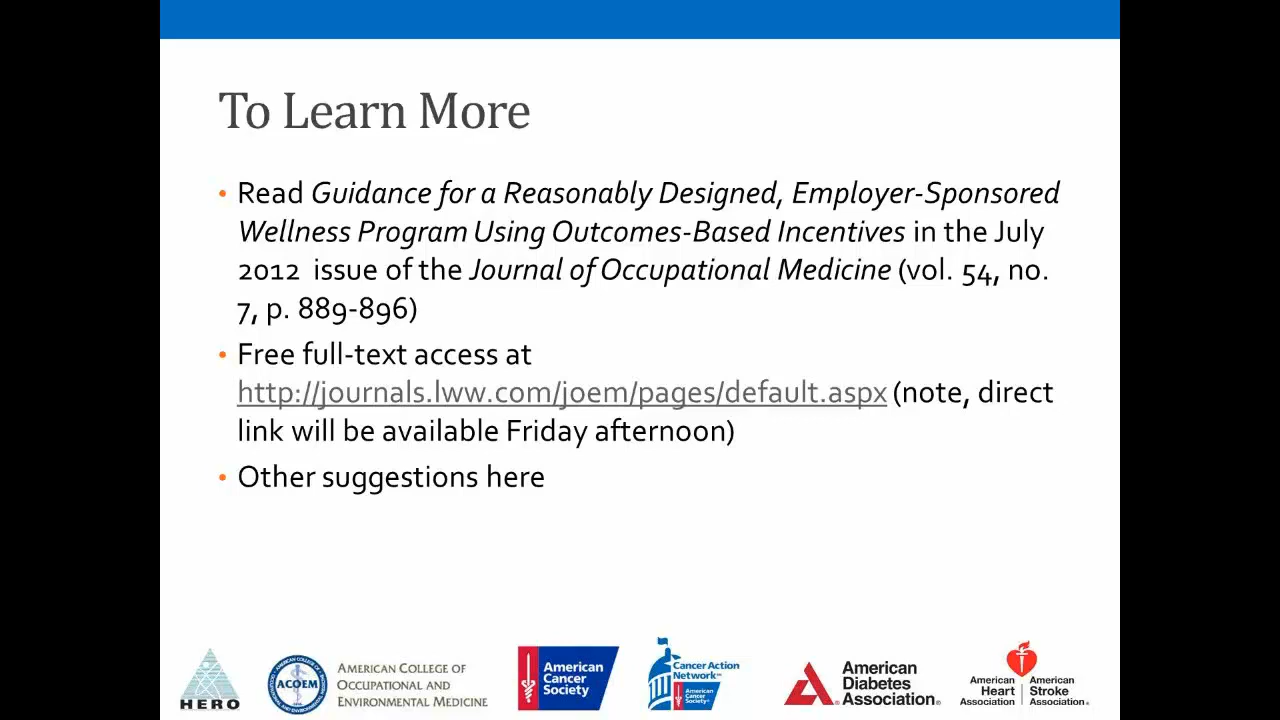 To Learn More
• Read Guidance for a Reasonably Designed, Employer-Sponsored
Wellness Program Using Outcomes-Based Incentives in the July
2012 issue of the Journal of Occupational Medicine (vol. 54, no.
7, p. 889-896)
• Free full-text access at
http://journals.lww.com/joem/pages/default.aspx (note, direct
link will be available Friday afternoon)
• Other suggestions here
HERO
ACOEM
AMERICAN COLLEGE OF
OCCUPATIONAL AND
ENVIRONMENTAL MEDICINE
American
Cancer
Society
Cancer Action
Network℠
American
Cancer
Society®
American
Diabetes
Association®
American Heart Association
American Stroke Association®